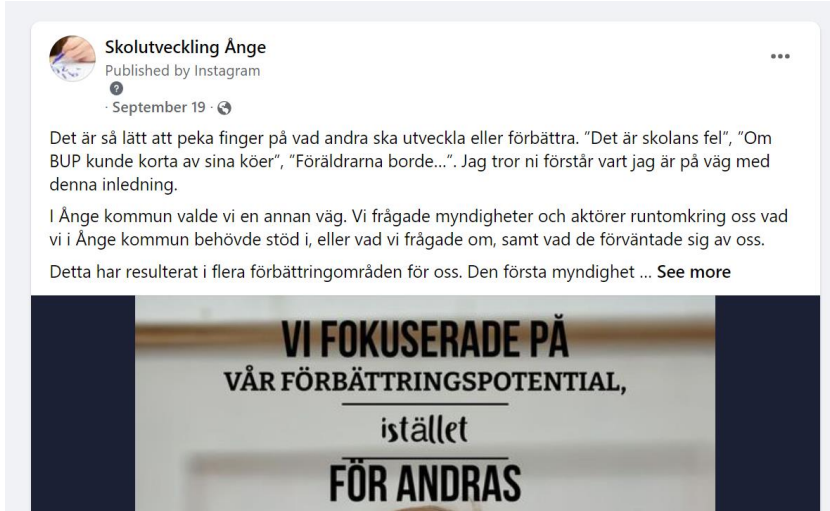 Skolutveckling Ånge
Published by Instagram
· September 19 ·
Det är så lätt att peka finger på vad andra ska utveckla eller förbättra. ”Det är skolans fel”, ”Om
BUP kunde korta av sina köer”, ”Föräldrarna borde...”. Jag tror ni förstår vart jag är på väg med
denna inledning.
I Ånge kommun valde vi en annan väg. Vi frågade myndigheter och aktörer runtomkring oss vad
vi i Ånge kommun behövde stöd i, eller vad vi frågade om, samt vad de förväntade sig av oss.
Detta har resulterat i flera förbättringområden för oss. Den första myndighet ... See more
VI FOKUSERADE PÅ
VÅR FÖRBÄTTRINGSPOTENTIAL,
istället
FÖR ANDRAS